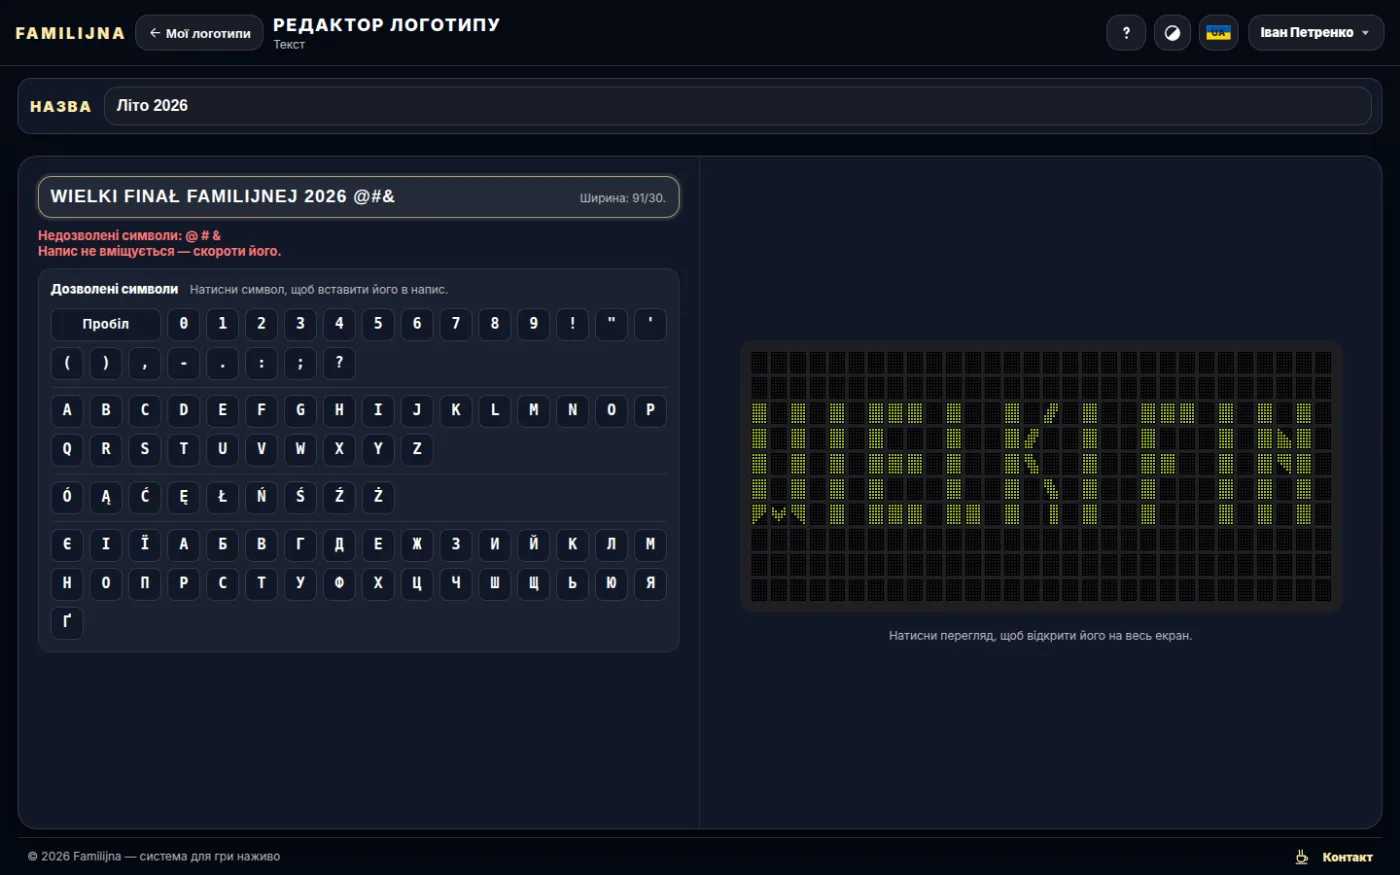 FAMILIJNA
← Мої логотипи
РЕДАКТОР ЛОГОТИПУ
Текст
?
UA
Іван Петренко
НАЗВА
Літо 2026
WIELKI FINAŁ FAMILIJNEJ 2026 @#&
Ширина: 91/30.
Недозволені символи: @ # &
Напис не вміщується — скороти його.
Дозволені символи Натисни символ, щоб вставити його в напис.
Пробіл 0 1 2 3 4 5 6 7 8 9 ! " '
( ) , - . : ; ?
A B C D E F G H I J K L M N O P
Q R S T U V W X Y Z
Ó Ą Ć Ę Ł Ń Ś Ź Ż
Є І Ї А Б В Г Д Е Ж З И Й К Л М
Н О П Р С Т У Ф Х Ц Ч Ш Щ Ь Ю Я
Ґ
WIELKI FIN
Натисни перегляд, щоб відкрити його на весь екран.
© 2026 Familijna — система для гри наживо
Контакт